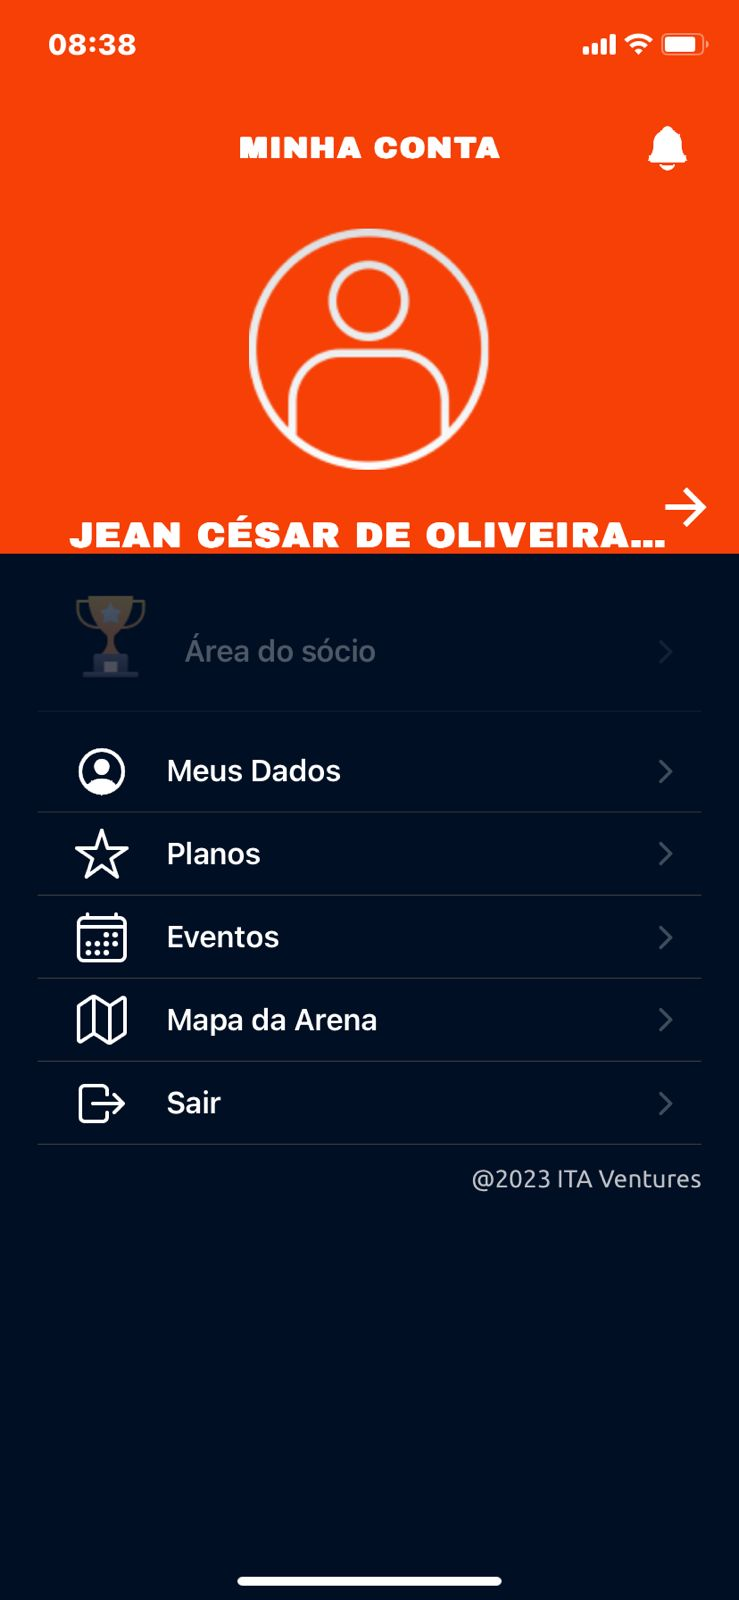 08:38
MINHA CONTA
JEAN CÉSAR DE OLIVEIRA...
Área do sócio
Meus Dados
Planos
Eventos
Mapa da Arena
Sair
@2023 ITA Ventures